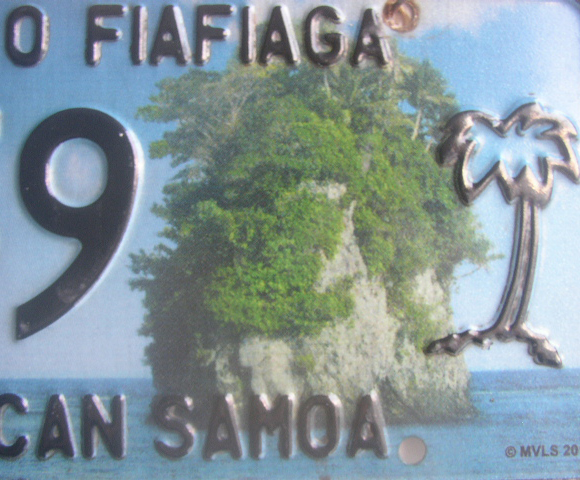 O FIAFIAGA
9
CAN SAMOA
© MVLS 20